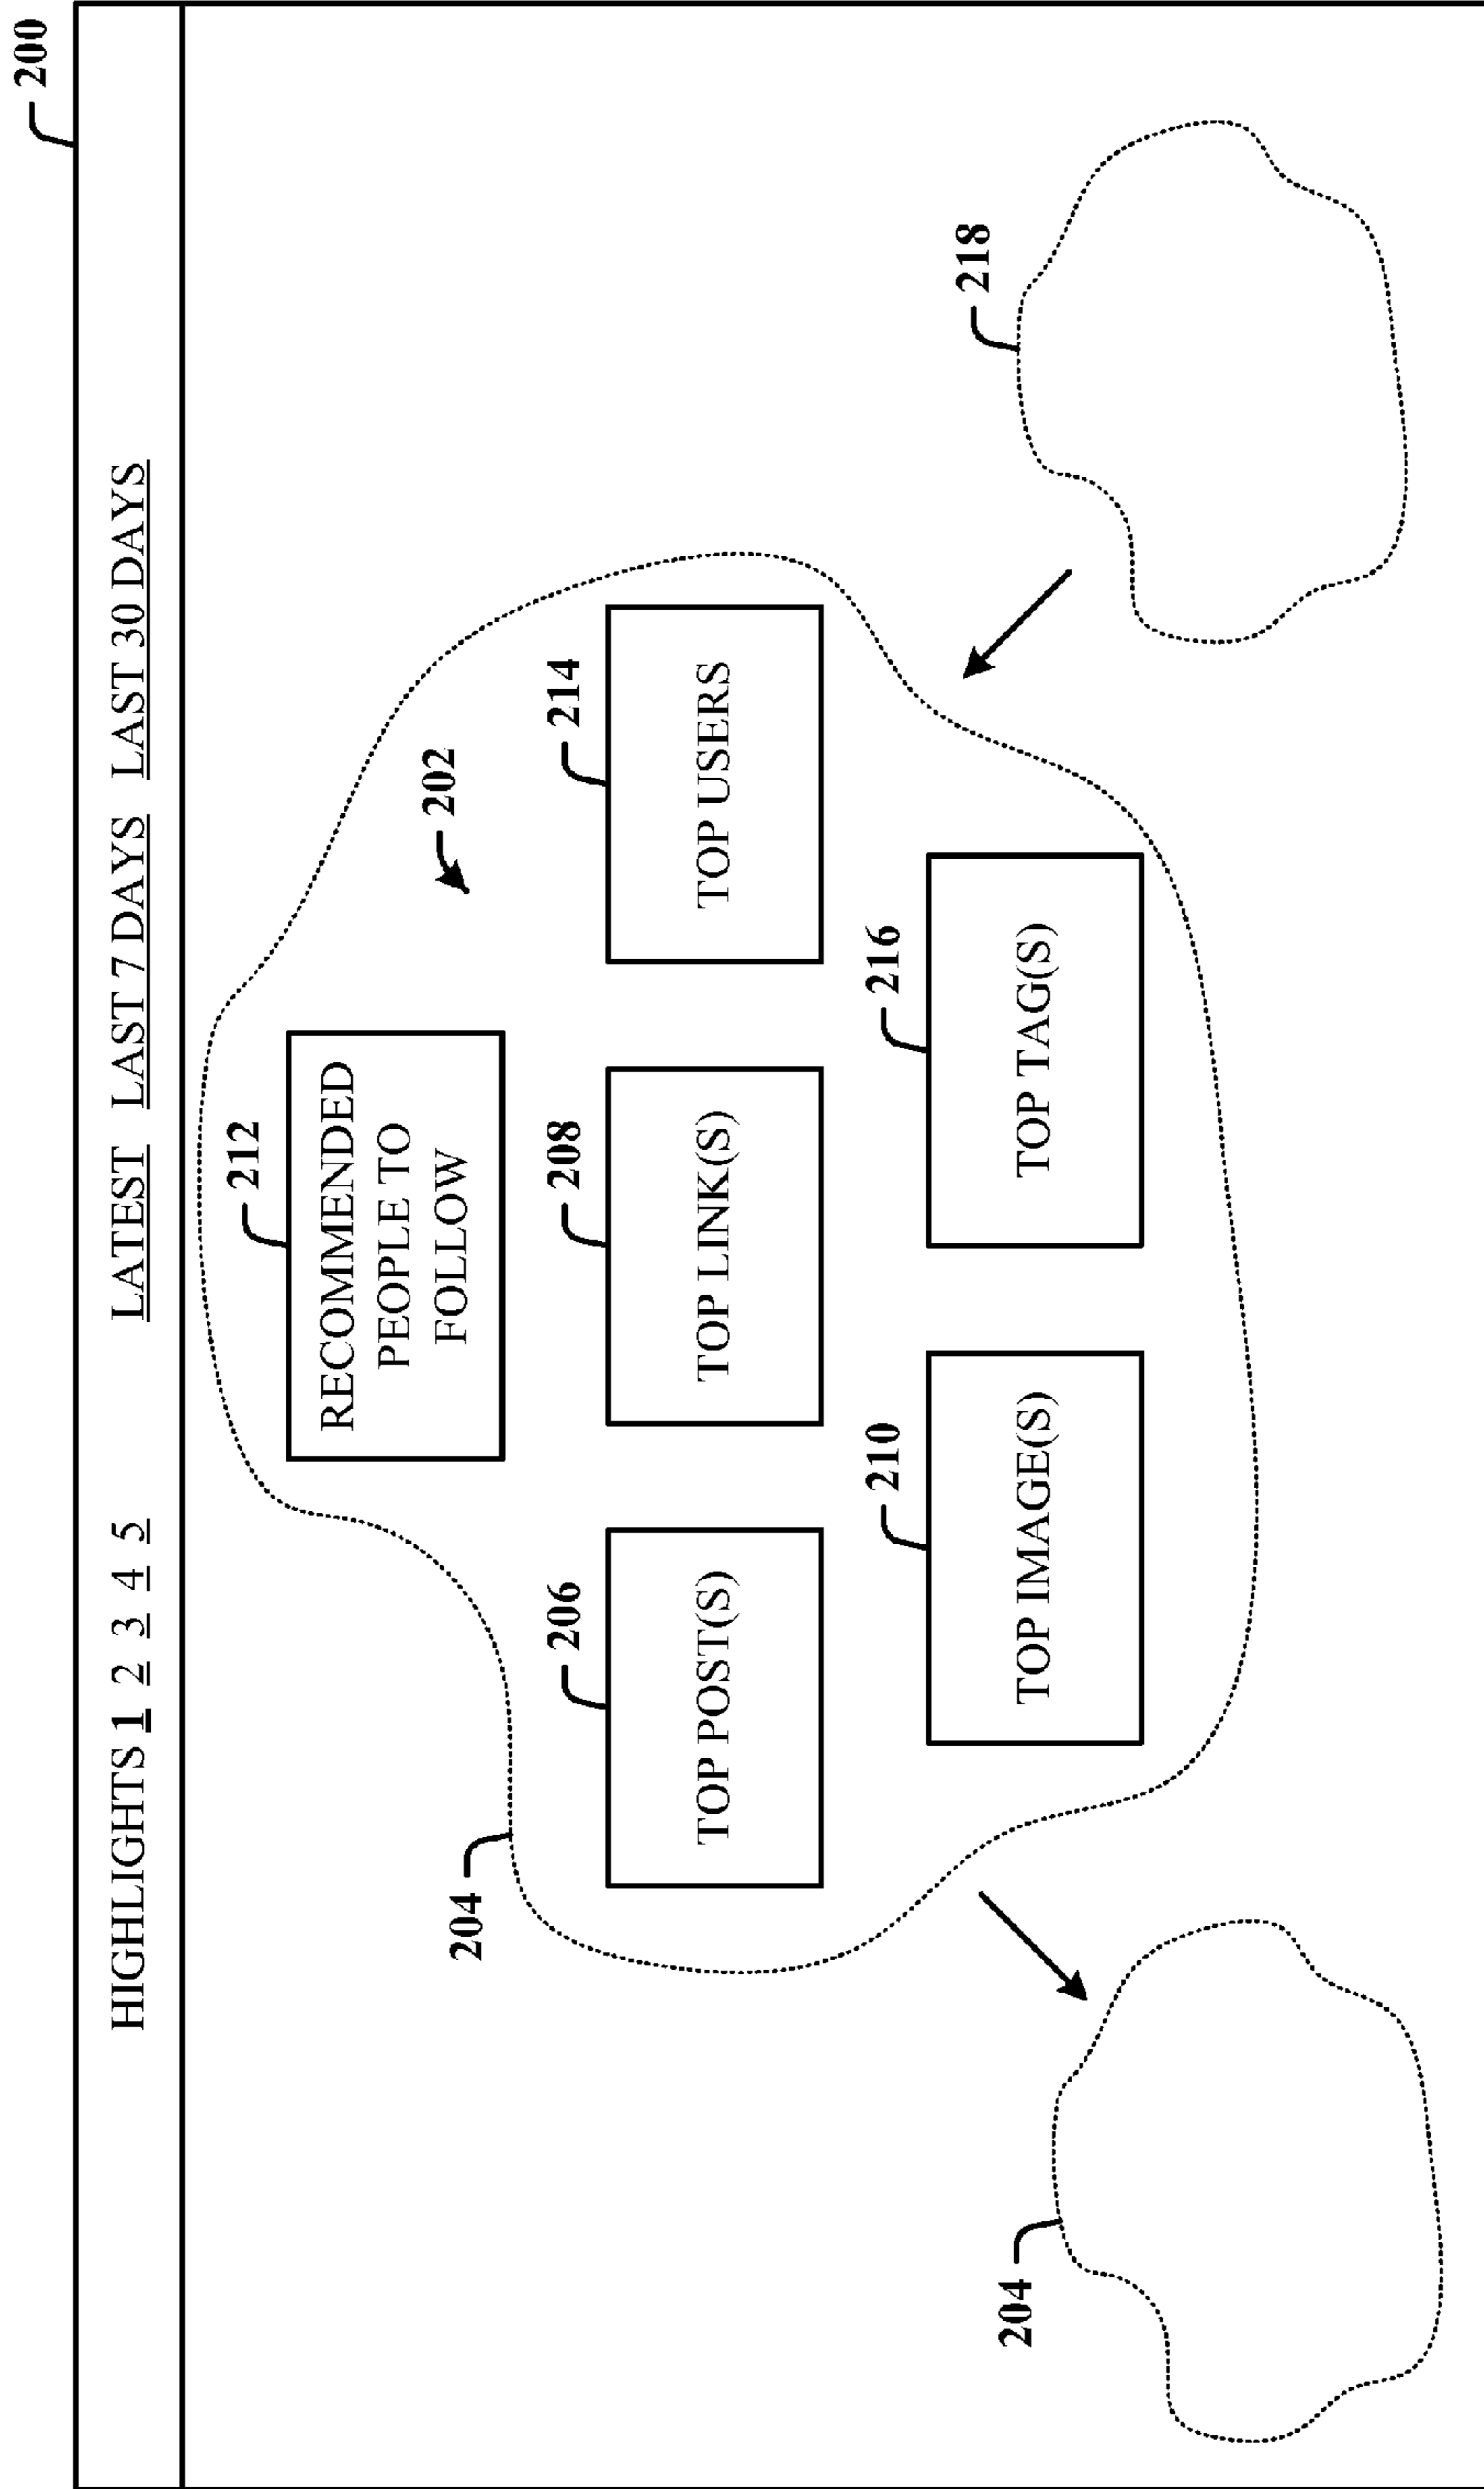 200
HIGHLIGHTS 1 2 3 4 5 LATEST LAST 7 DAYS LAST 30 DAYS
212
RECOMMENDED
PEOPLE TO
FOLLOW
202
204
206
TOP POST(S)
208
TOP LINK(S)
214
TOP USERS
210
TOP IMAGE(S)
216
TOP TAG(S)
204
218